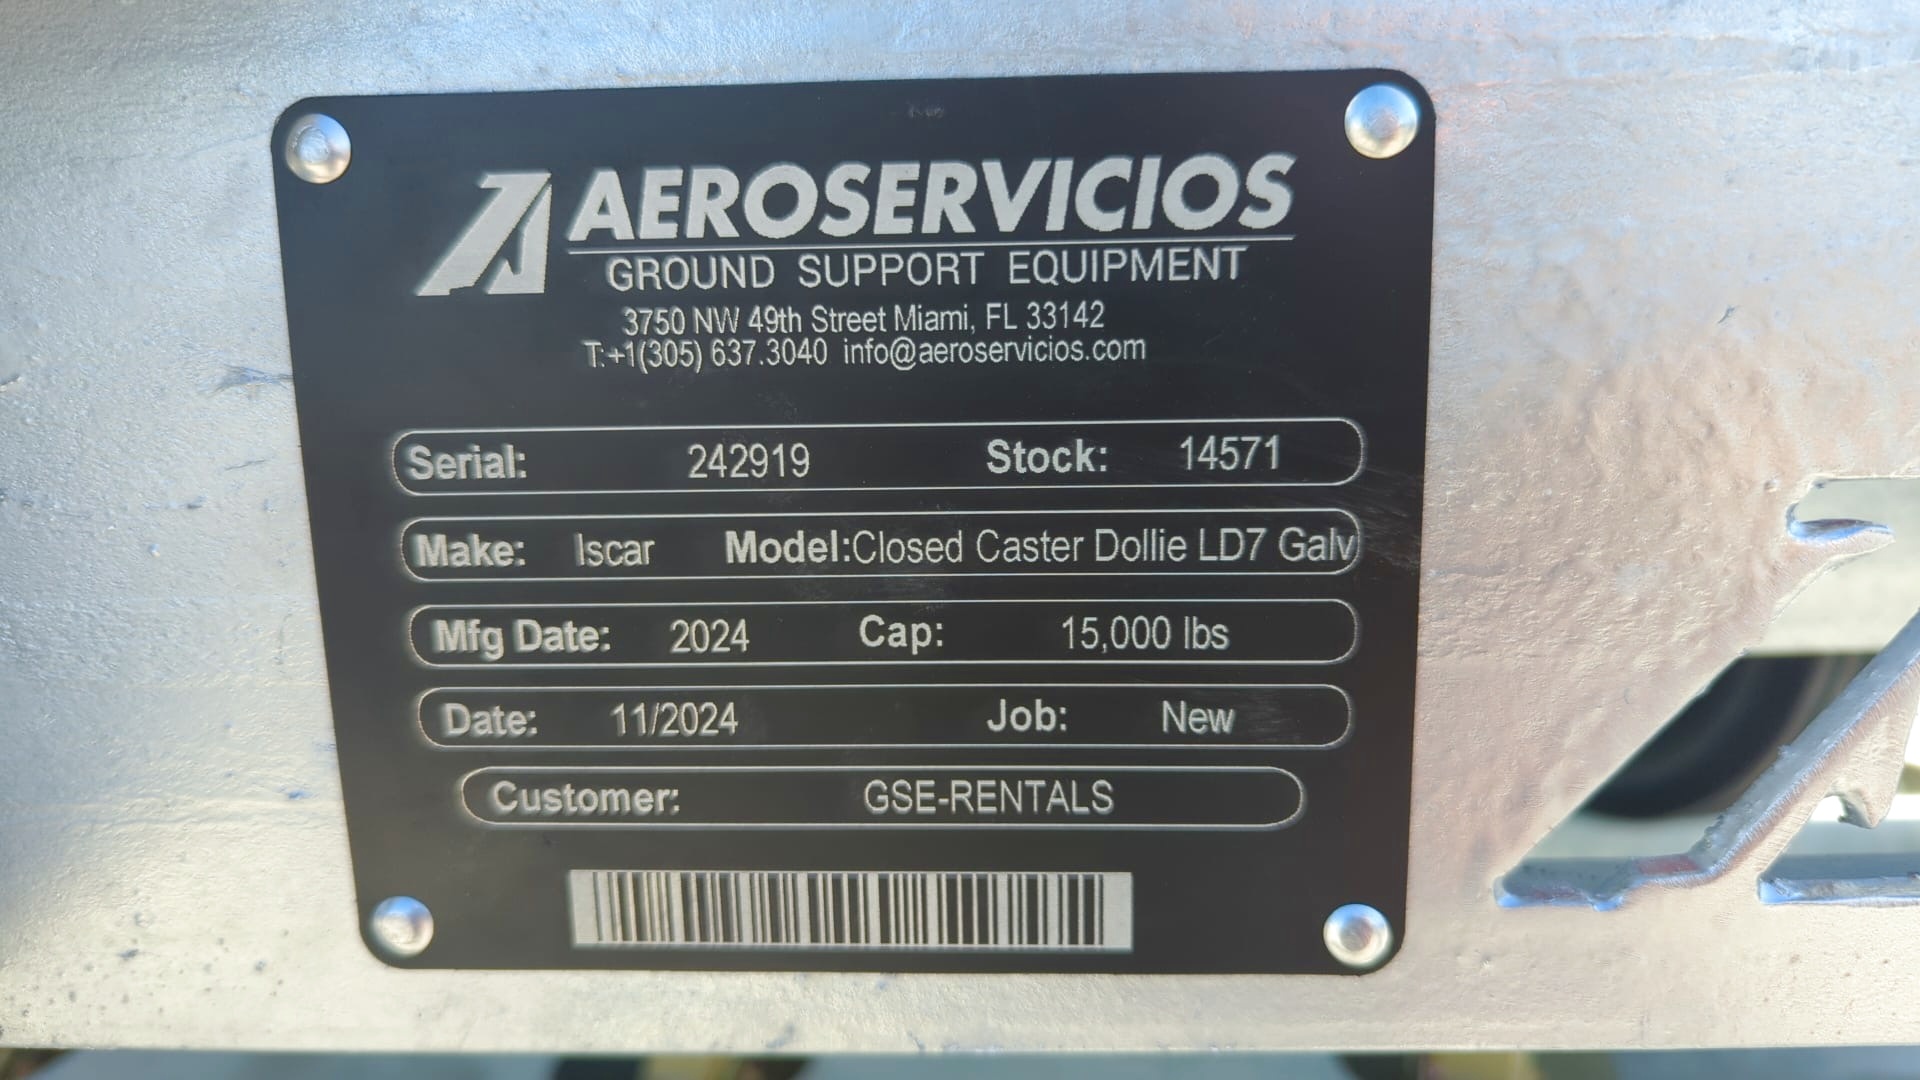 AEROSERVICIOS
GROUND SUPPORT EQUIPMENT
3750 NW 49th Street Miami, FL 33142
T:+1(305) 637.3040 info@aeroservicios.com
Serial: 242919 Stock: 14571
Make: Iscar Model:Closed Caster Dollie LD7 Galv
Mfg Date: 2024 Cap: 15,000 lbs
Date: 11/2024 Job: New
Customer: GSE-RENTALS